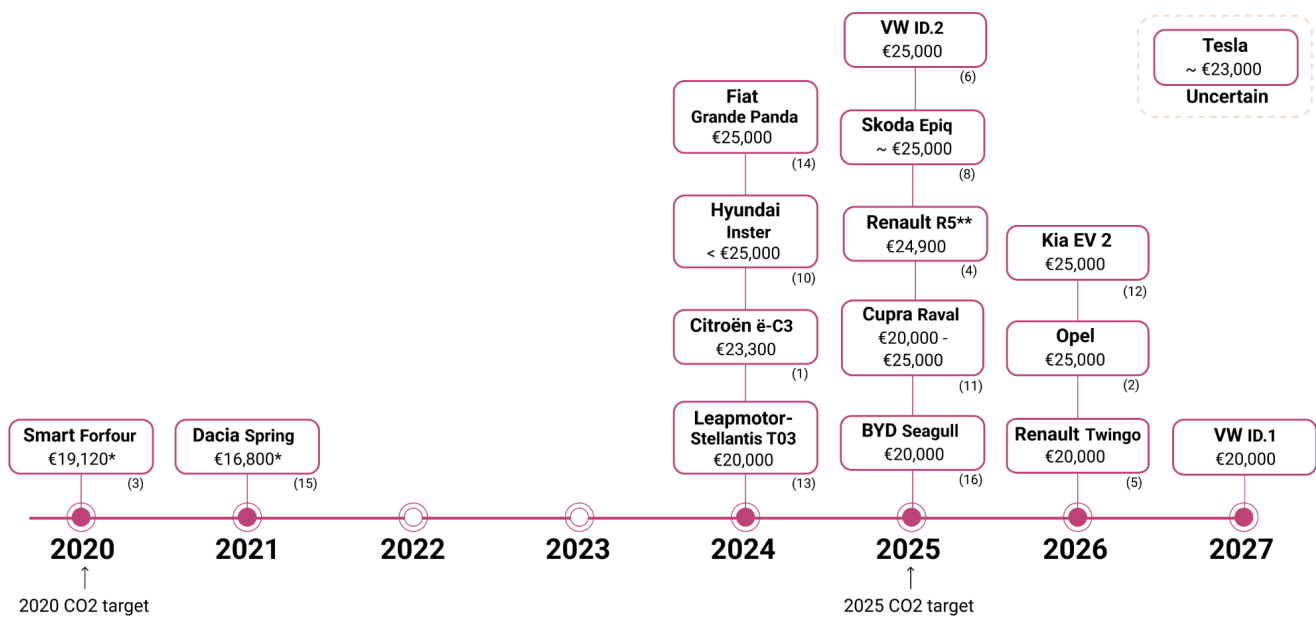 Smart Forfour
€19,120*
(3)
Dacia Spring
€16,800*
(15)
Fiat
Grande Panda
€25,000
(14)
Hyundai
Inster
< €25,000
(10)
Citroën ë-C3
€23,300
(1)
Leapmotor-
Stellantis T03
€20,000
(13)
VW ID.2
€25,000
(6)
Skoda Epiq
~ €25,000
(8)
Renault R5**
€24,900
(4)
Cupra Raval
€20,000 -
€25,000
(11)
BYD Seagull
€20,000
(16)
Kia EV 2
€25,000
(12)
Opel
€25,000
(2)
Renault Twingo
€20,000
(5)
VW ID.1
€20,000
Tesla
~ €23,000
Uncertain
2020
2021
2022
2023
2024
2025
2026
2027
2020 CO2 target
2025 CO2 target